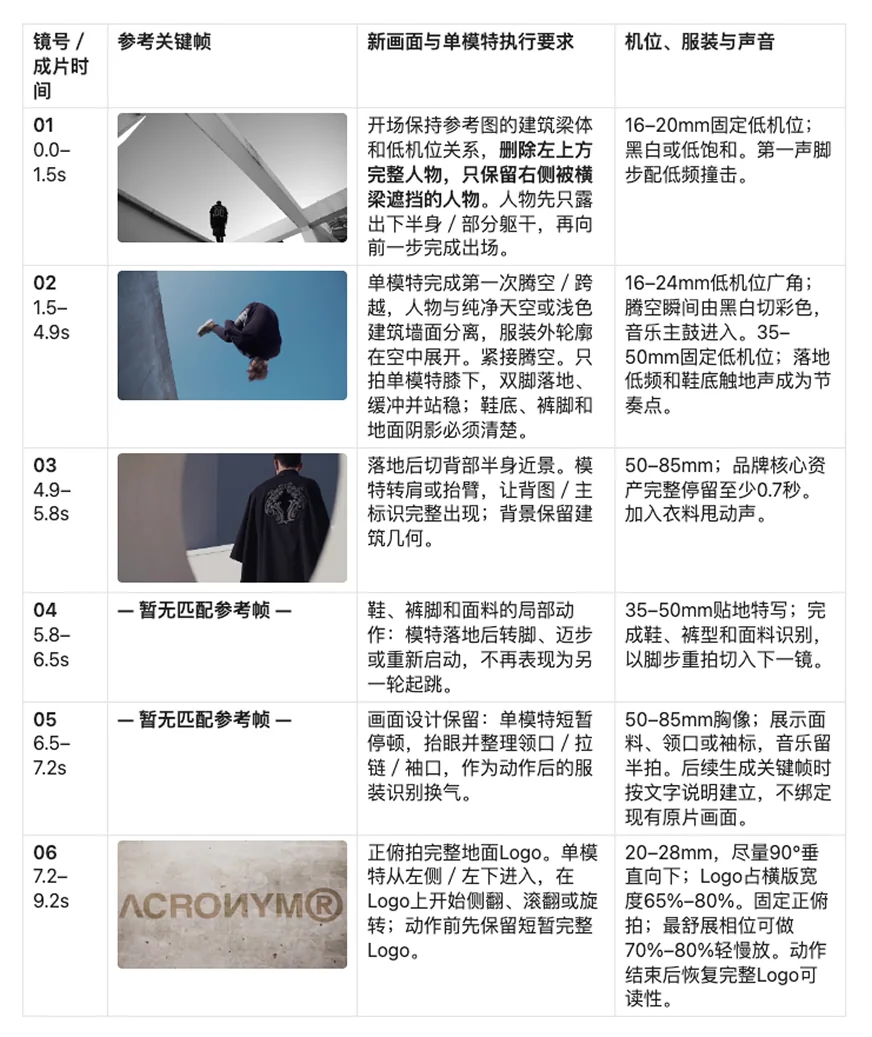 镜号 /
成片时
间
参考关键帧
新画面与单模特执行要求
机位、服装与声音
01
0.0–
1.5s
开场保持参考图的建筑梁体
和低机位关系，删除左上方
完整人物，只保留右侧被横
梁遮挡的人物。人物先只露
出下半身 / 部分躯干，再向
前一步完成出场。
16–20mm固定低机位；
黑白或低饱和。第一声脚
步配低频撞击。
02
1.5–
4.9s
单模特完成第一次腾空 / 跨
越，人物与纯净天空或浅色
建筑墙面分离，服装外轮廓
在空中展开。紧接腾空。只
拍单模特膝下，双脚落地、
缓冲并站稳；鞋底、裤脚和
地面阴影必须清楚。
16–24mm低机位广角；
腾空瞬间由黑白切彩色，
音乐主鼓进入。35–
50mm固定低机位；落地
低频和鞋底触地声成为节
奏点。
03
4.9–
5.8s
落地后切背部半身近景。模
特转肩或抬臂，让背图 / 主
标识完整出现；背景保留建
筑几何。
50–85mm；品牌核心资
产完整停留至少0.7秒。
加入衣料甩动声。
04
5.8–
6.5s
— 暂无匹配参考帧 —
鞋、裤脚和面料的局部动
作：模特落地后转脚、迈步
或重新启动，不再表现为另
一轮起跳。
35–50mm贴地特写；完
成鞋、裤型和面料识别，
以脚步重拍切入下一镜。
05
6.5–
7.2s
— 暂无匹配参考帧 —
画面设计保留：单模特短暂
停顿，抬眼并整理领口 / 拉
链 / 袖口，作为动作后的服
装识别换气。
50–85mm胸像；展示面
料、领口或袖标，音乐留
半拍。后续生成关键帧时
按文字说明建立，不绑定
现有原片画面。
06
7.2–
9.2s
ACRONYM®
正俯拍完整地面Logo。单模
特从左侧 / 左下进入，在
Logo上开始侧翻、滚翻或旋
转；动作前先保留短暂完整
Logo。
20–28mm，尽量90°垂
直向下；Logo占横版宽
度65%–80%。固定正俯
拍；最舒展相位可做
70%–80%轻慢放。动作
结束后恢复完整Logo可
读性。